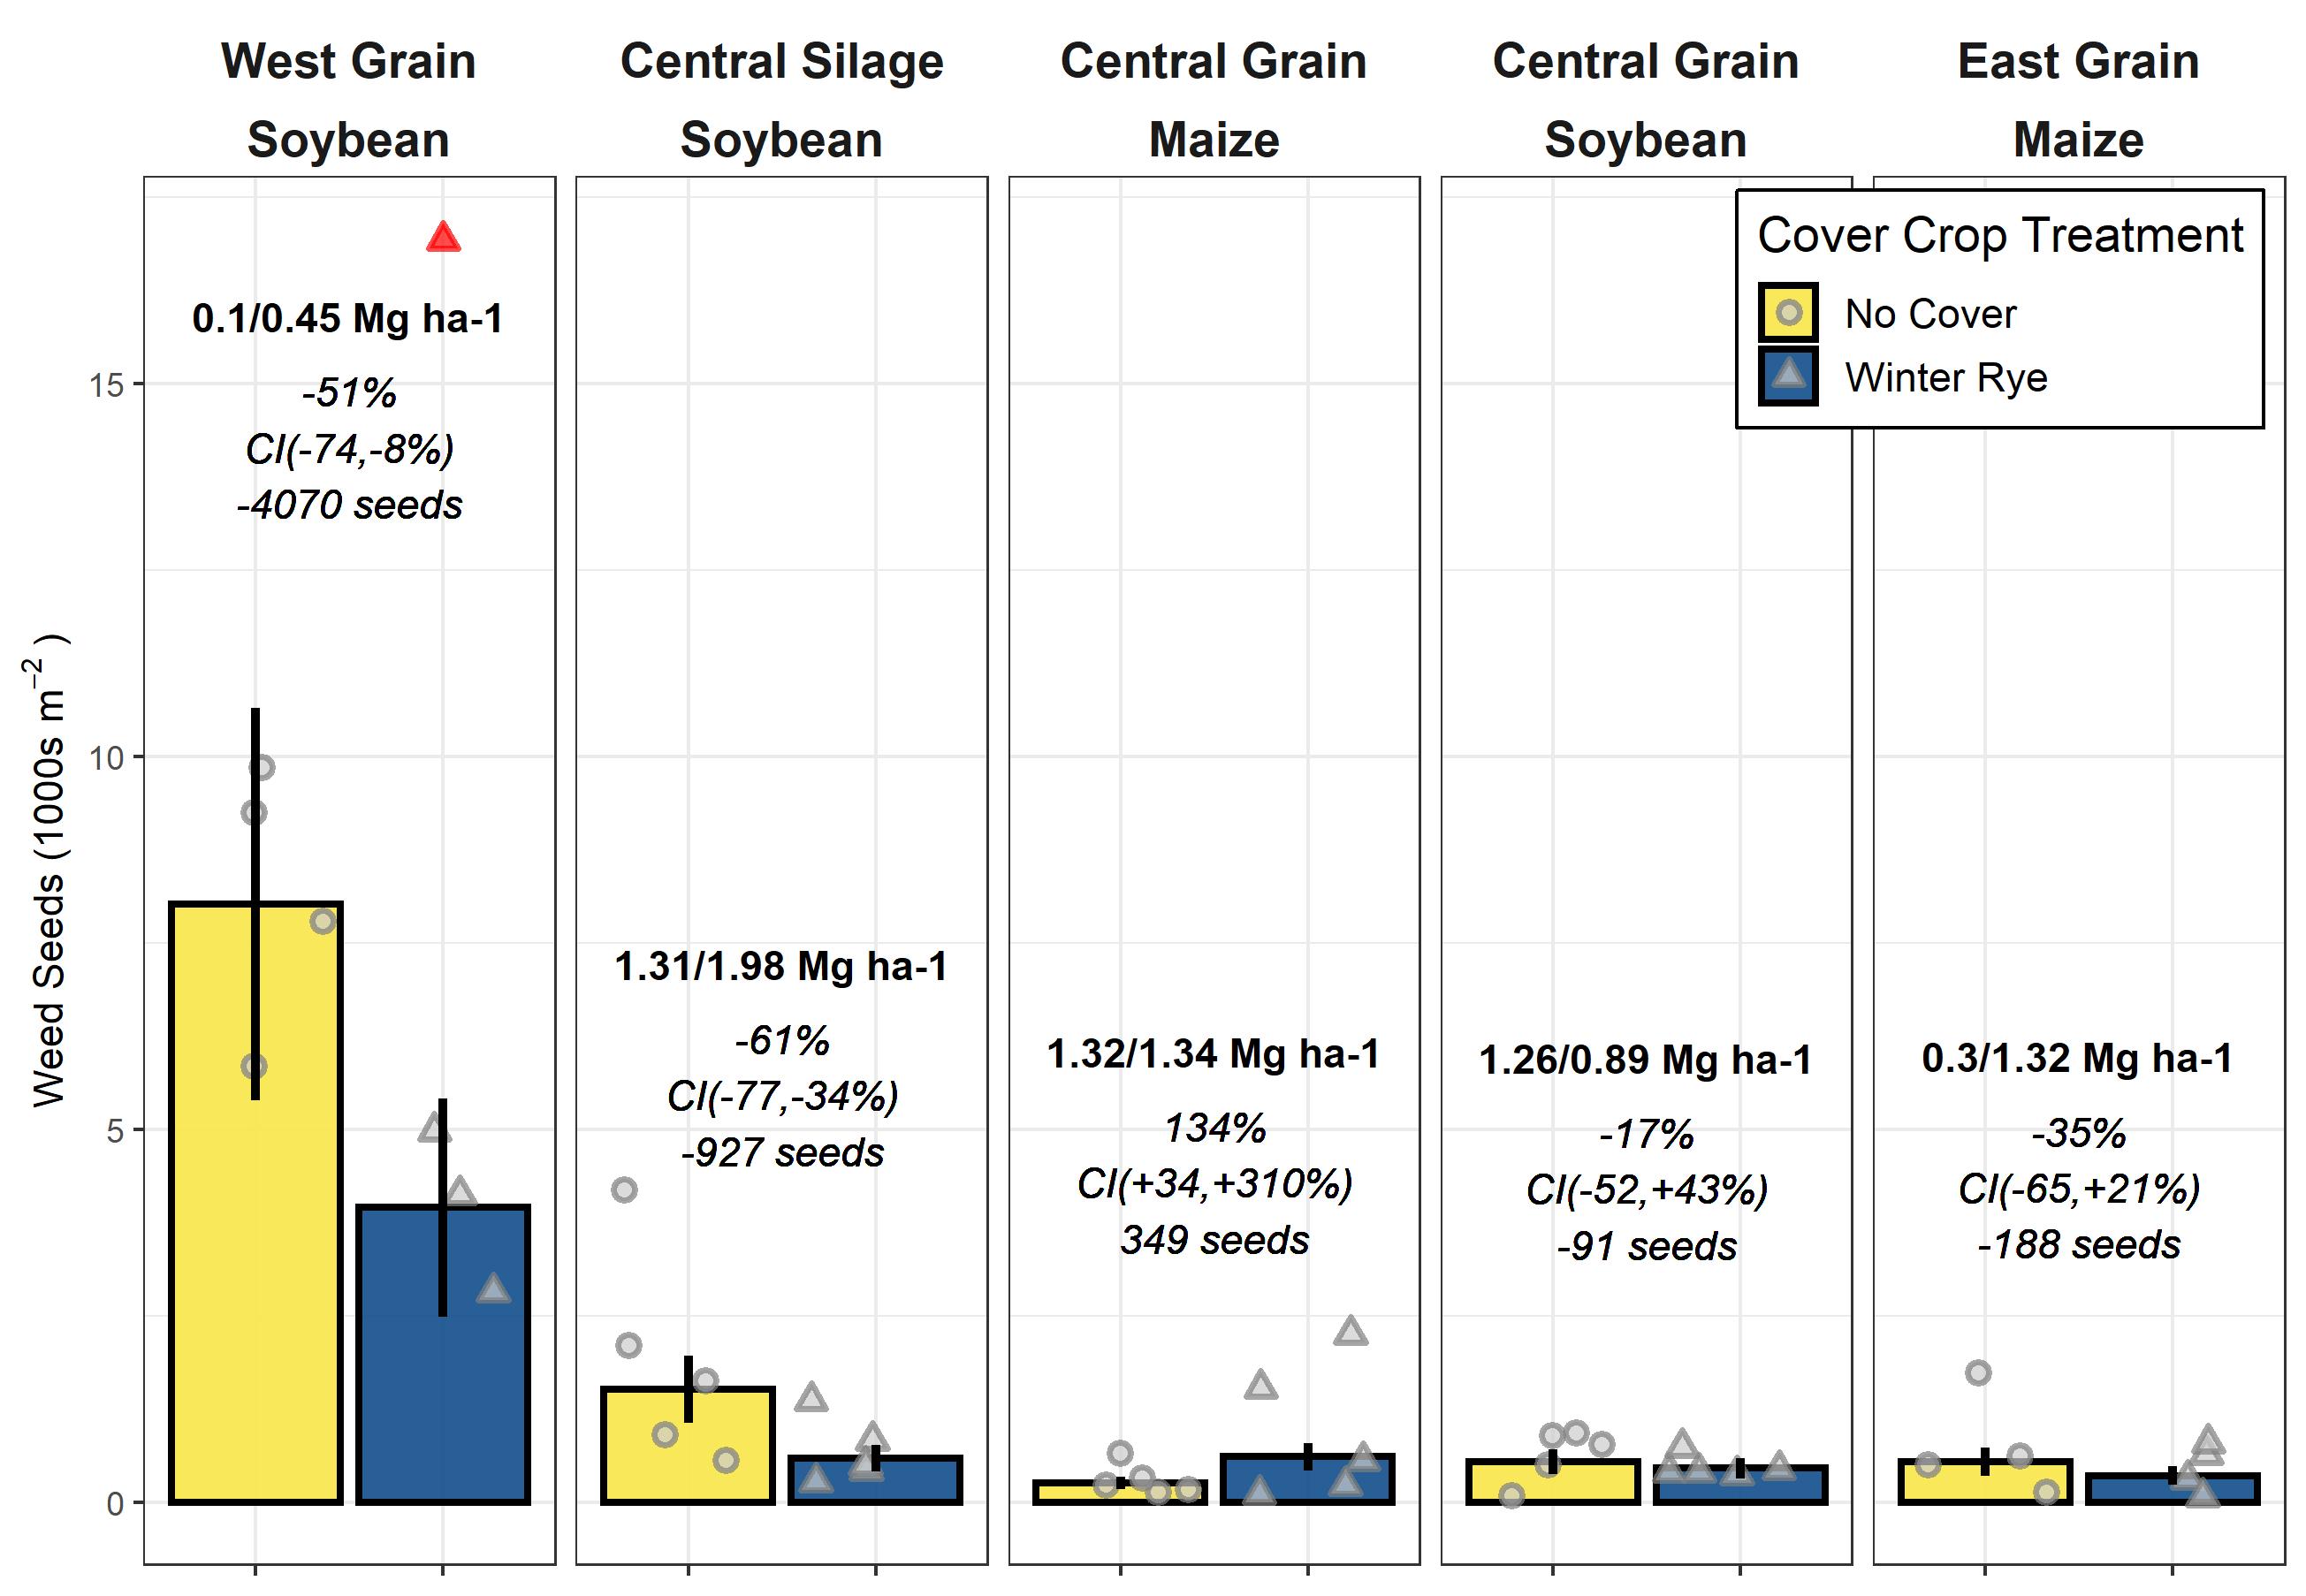 West Grain
Soybean
Central Silage
Soybean
Central Grain
Maize
Central Grain
Soybean
East Grain
Maize
Cover Crop Treatment
No Cover
Winter Rye
Weed Seeds (1000s m⁻²)
15
10
5
0
0.1/0.45 Mg ha-1
-51%
CI(-74,-8%)
-4070 seeds
1.31/1.98 Mg ha-1
-61%
CI(-77,-34%)
-927 seeds
1.32/1.34 Mg ha-1
134%
CI(+34,+310%)
349 seeds
1.26/0.89 Mg ha-1
-17%
CI(-52,+43%)
-91 seeds
0.3/1.32 Mg ha-1
-35%
CI(-65,+21%)
-188 seeds